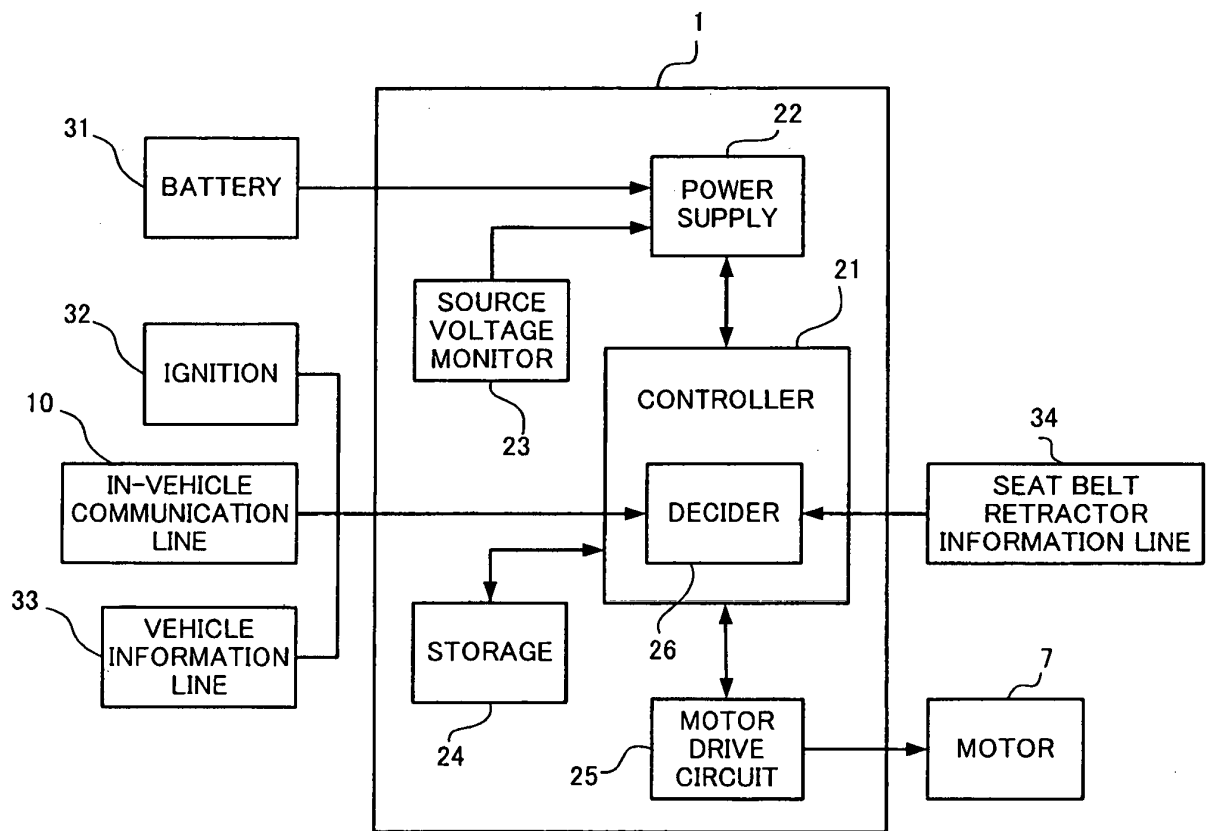 1
31
BATTERY
22
POWER
SUPPLY
21
SOURCE
VOLTAGE
MONITOR
23
32
IGNITION
CONTROLLER
10
IN-VEHICLE
COMMUNICATION
LINE
DECIDER
26
34
SEAT BELT
RETRACTOR
INFORMATION LINE
33
VEHICLE
INFORMATION
LINE
STORAGE
24
25
MOTOR
DRIVE
CIRCUIT
7
MOTOR